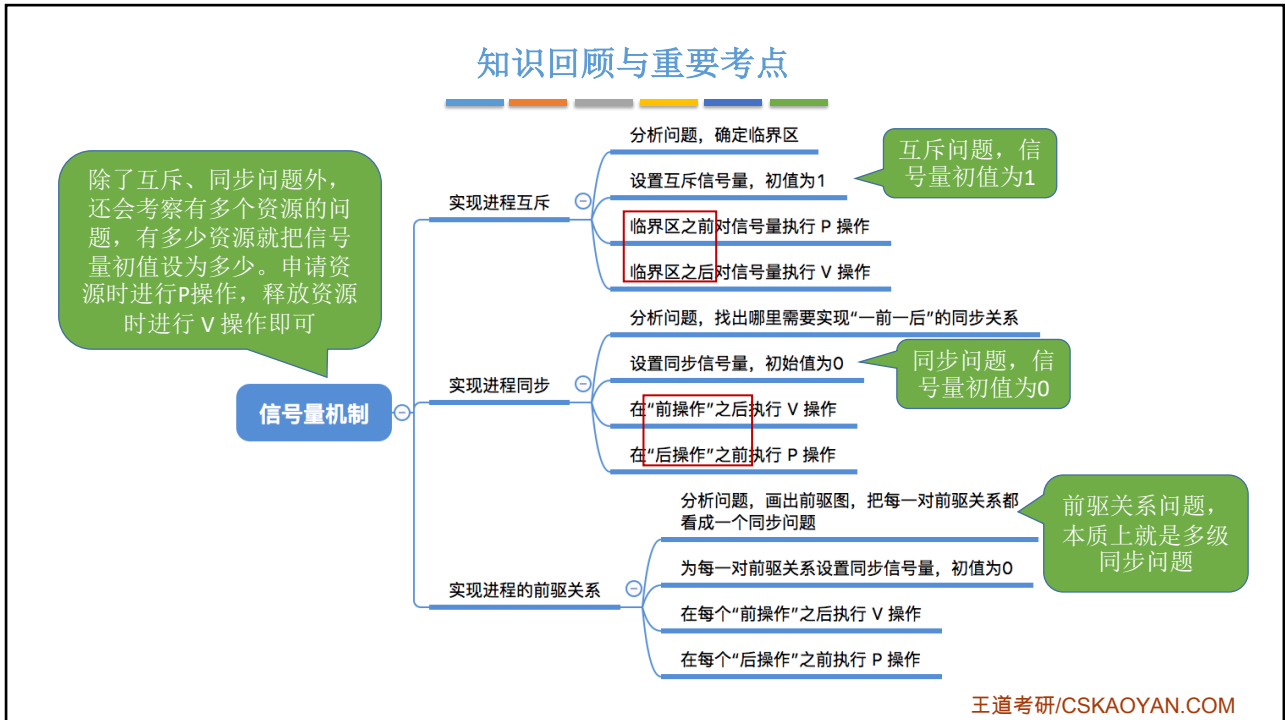 知识回顾与重要考点
除了互斥、同步问题外，
还会考察有多个资源的问
题，有多少资源就把信号
量初值设为多少。申请资
源时进行P操作，释放资源
时进行 V 操作即可
信号量机制
实现进程互斥
分析问题，确定临界区
设置互斥信号量，初值为1
临界区之前对信号量执行 P 操作
临界区之后对信号量执行 V 操作
互斥问题，信
号量初值为1
实现进程同步
分析问题，找出哪里需要实现“一前一后”的同步关系
设置同步信号量，初始值为0
在“前操作”之后执行 V 操作
在“后操作”之前执行 P 操作
同步问题，信
号量初值为0
实现进程的前驱关系
分析问题，画出前驱图，把每一对前驱关系都
看成一个同步问题
为每一对前驱关系设置同步信号量，初值为0
在每个“前操作”之后执行 V 操作
在每个“后操作”之前执行 P 操作
前驱关系问题，
本质上就是多级
同步问题
王道考研/CSKAOYAN.COM